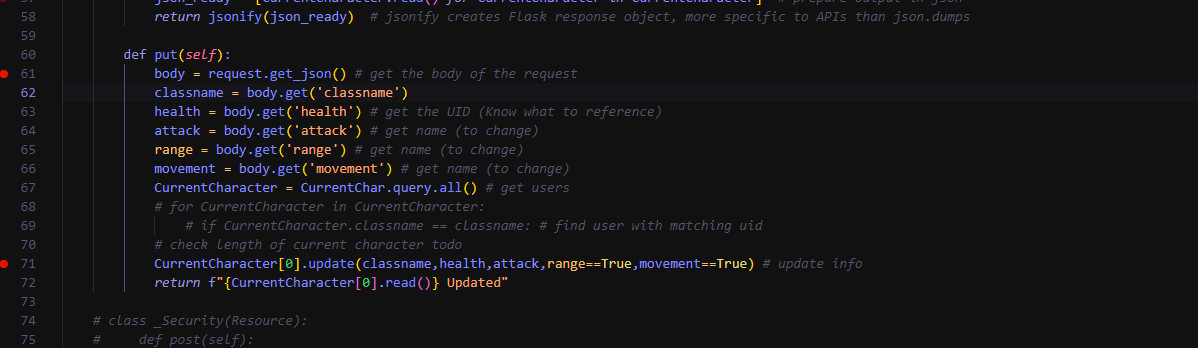 57 json_ready = [CurrentCharacter.read() for CurrentCharacter in CurrentCharacter] # prepare output in json
58 return jsonify(json_ready) # jsonify creates Flask response object, more specific to APIs than json.dumps
59
60 def put(self):
61 body = request.get_json() # get the body of the request
62 classname = body.get('classname')
63 health = body.get('health') # get the UID (Know what to reference)
64 attack = body.get('attack') # get name (to change)
65 range = body.get('range') # get name (to change)
66 movement = body.get('movement') # get name (to change)
67 CurrentCharacter = CurrentChar.query.all() # get users
68 # for CurrentCharacter in CurrentCharacter:
69 # if CurrentCharacter.classname == classname: # find user with matching uid
70 # check length of current character todo
71 CurrentCharacter[0].update(classname,health,attack,range==True,movement==True) # update info
72 return f"{CurrentCharacter[0].read()} Updated"
73
74 # class _Security(Resource):
75 # def post(self):